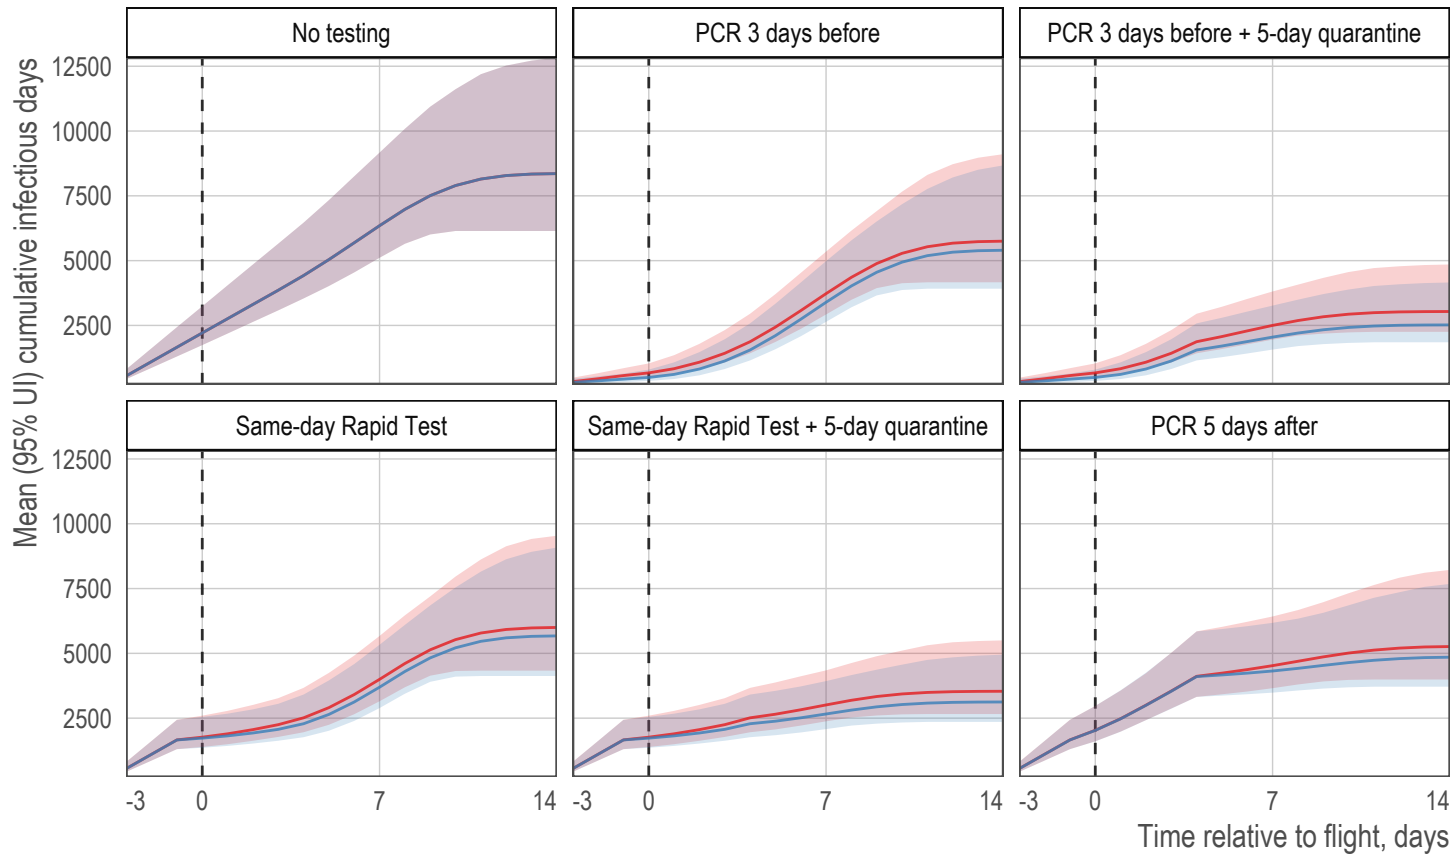 No testing
PCR 3 days before
PCR 3 days before + 5-day quarantine
12500
10000
7500
5000
2500
Same-day Rapid Test
Same-day Rapid Test + 5-day quarantine
PCR 5 days after
12500
10000
7500
5000
2500
Mean (95% UI) cumulative infectious days
-3 0 7 14
-3 0 7 14
-3 0 7 14
Time relative to flight, days